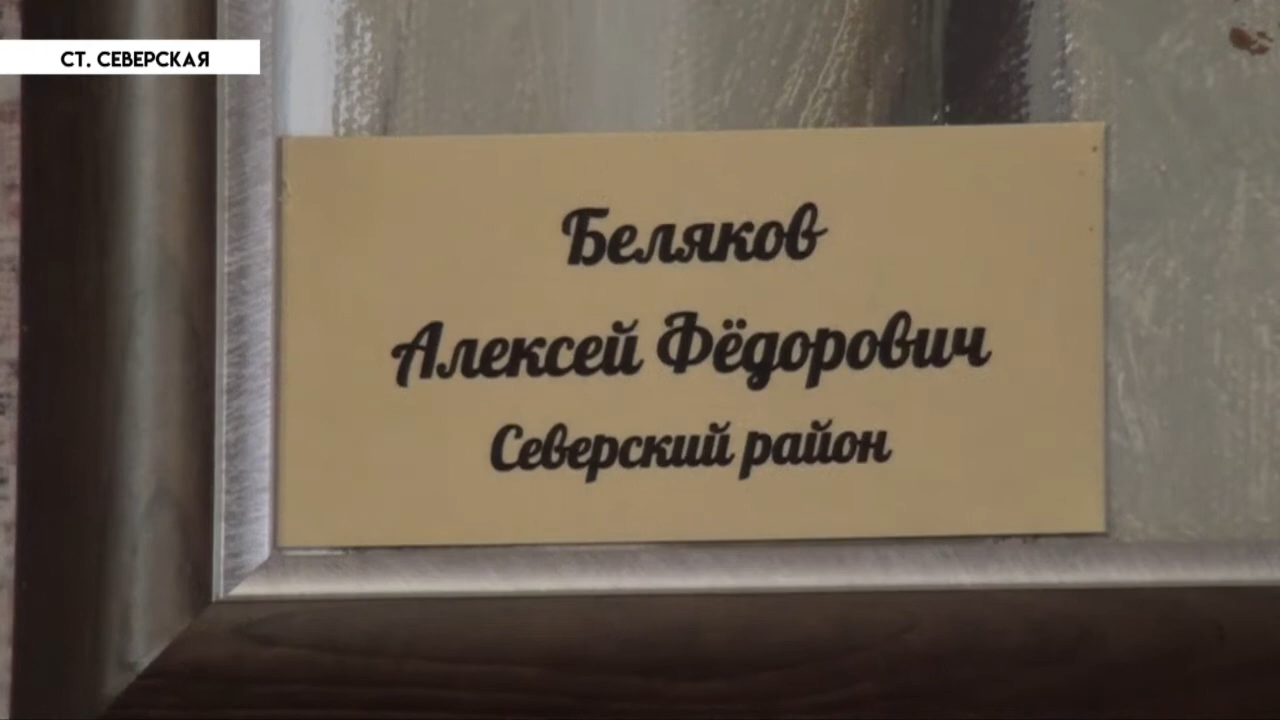 СТ. СЕВЕРСКАЯ
Беляков
Алексей Фёдорович
Северский район